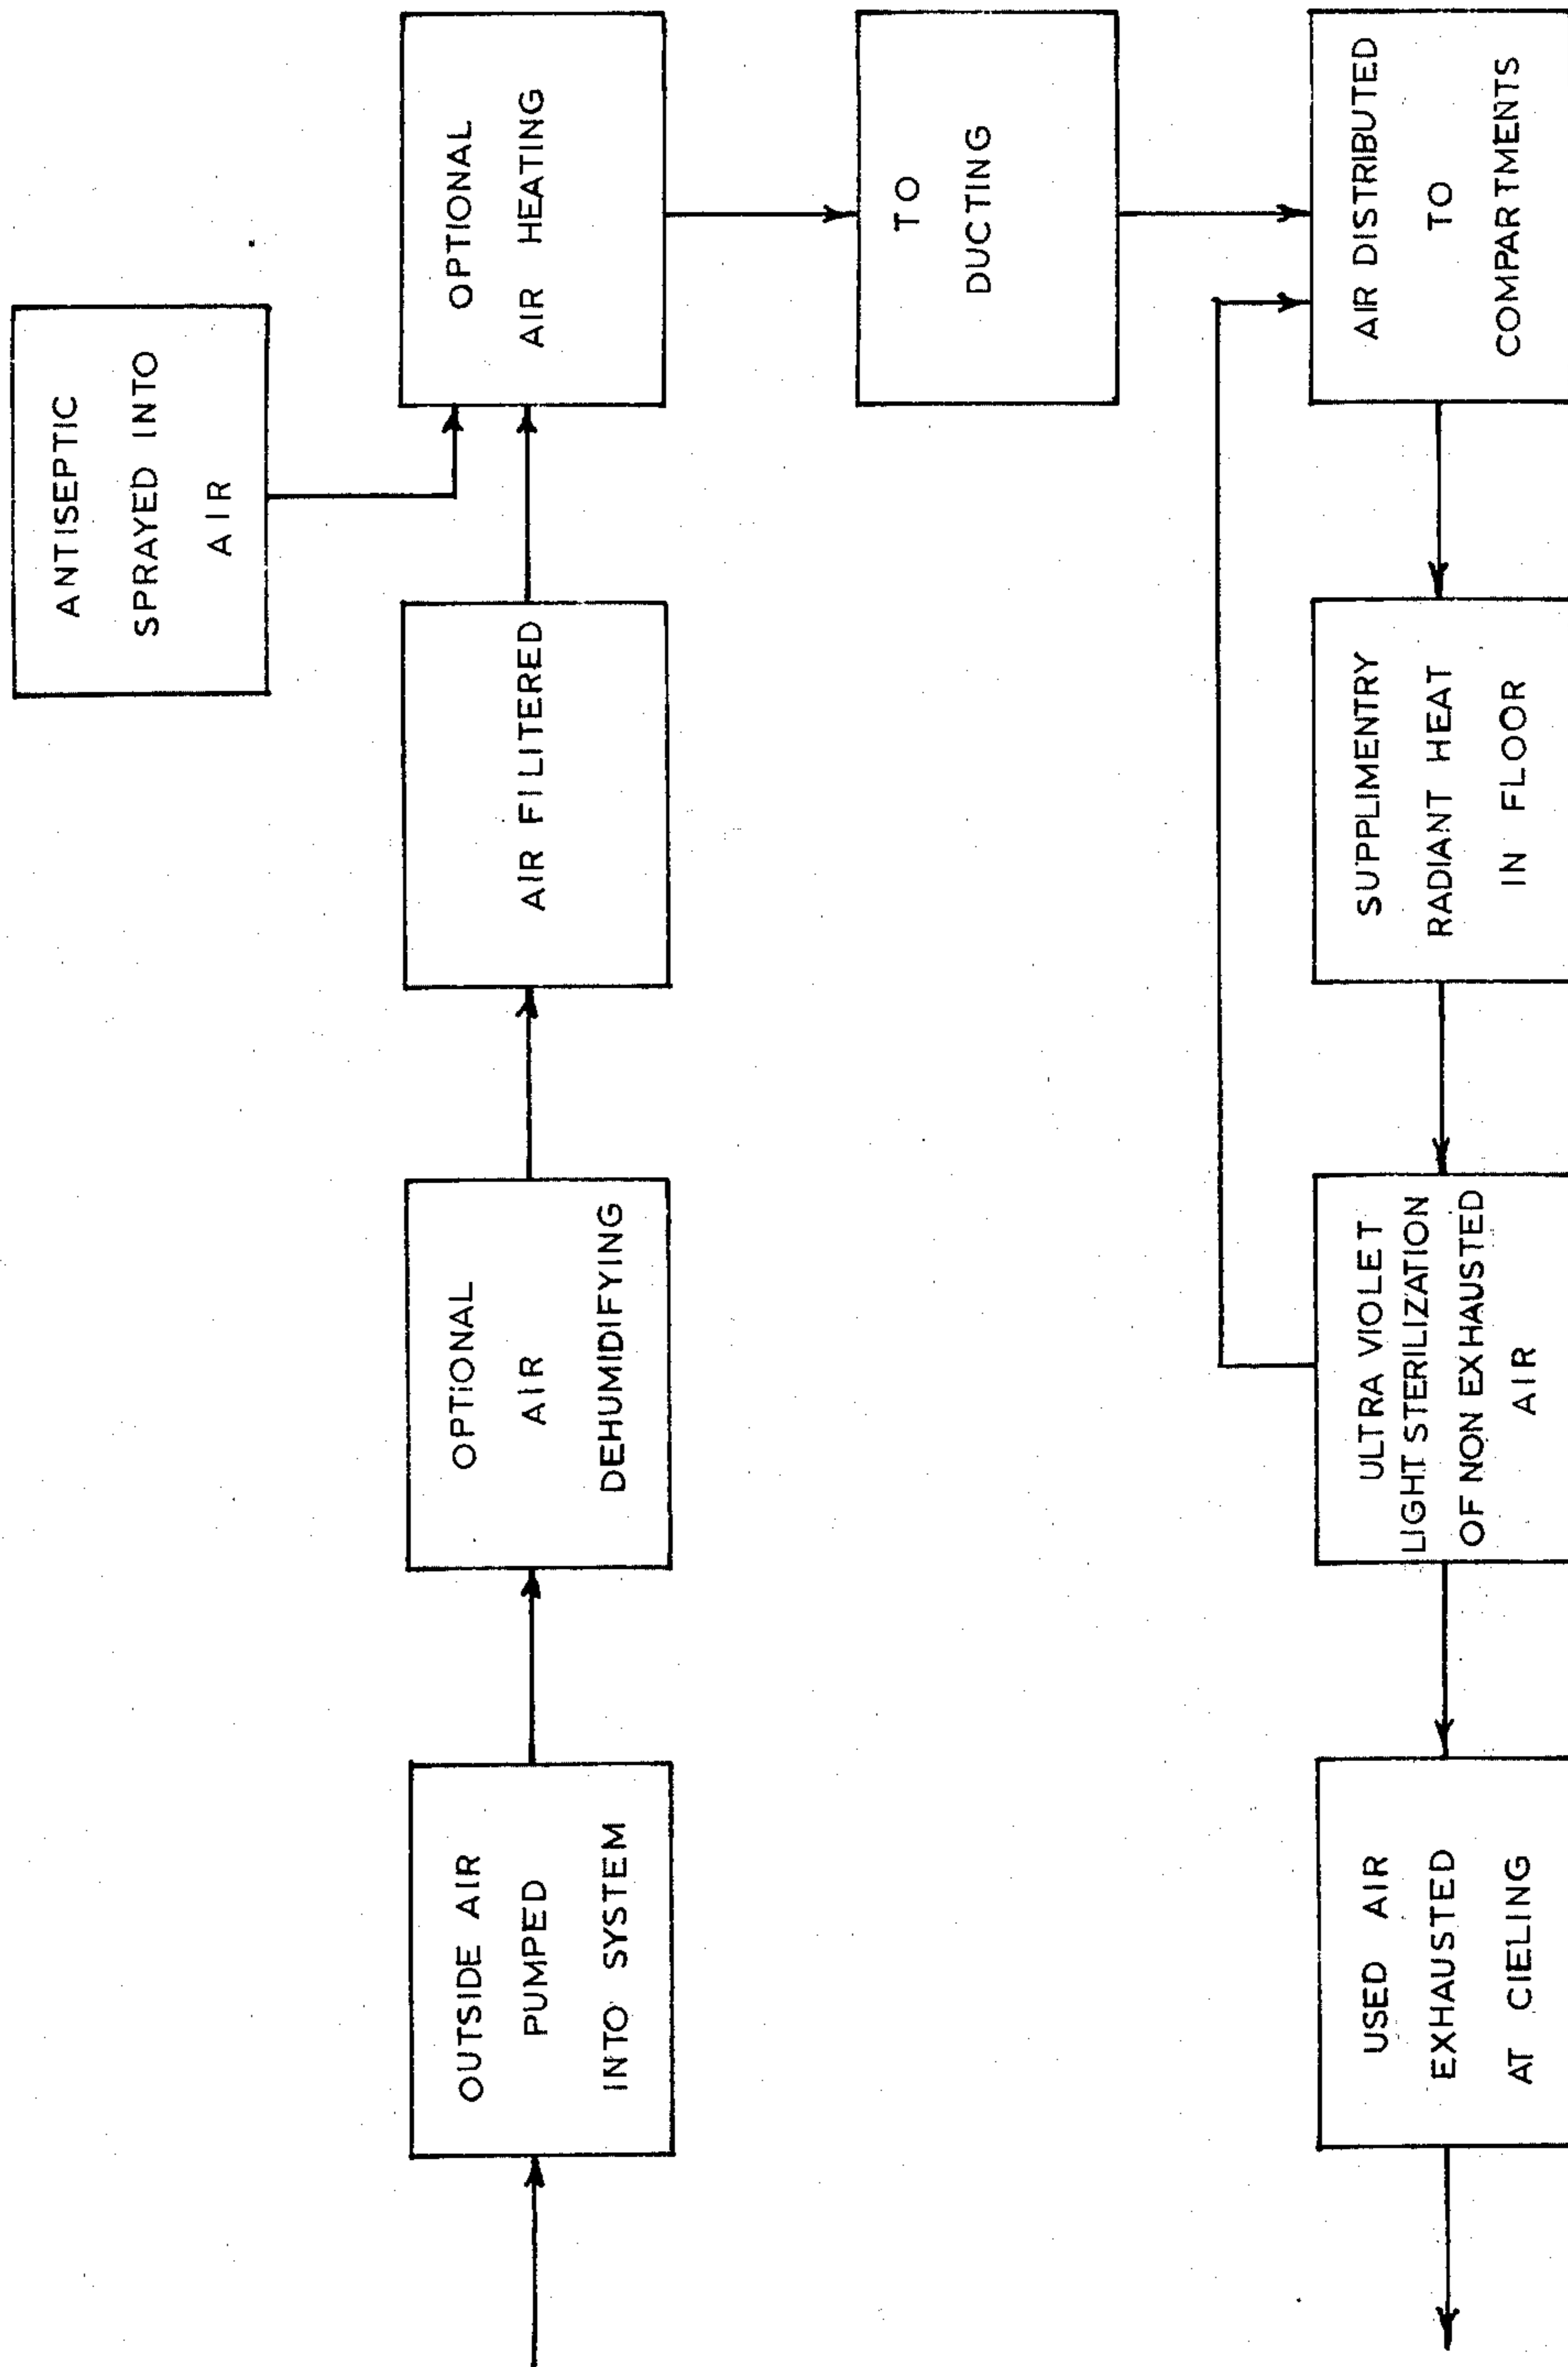 ANTISEPTIC
SPRAYED INTO
AIR
OUTSIDE AIR
PUMPED
INTO SYSTEM
OPTIONAL
AIR
DEHUMIDIFYING
AIR FILITERED
OPTIONAL
AIR HEATING
TO
DUCTING
AIR DISTRIBUTED
TO
COMPARTMENTS
SUPPLIMENTRY
RADIANT HEAT
IN FLOOR
ULTRA VIOLET
LIGHT STERILIZATION
OF NON EXHAUSTED
AIR
USED AIR
EXHAUSTED
AT CIELING